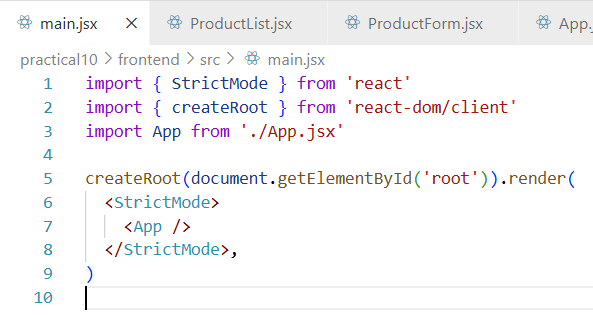 main.jsx ProductList.jsx ProductForm.jsx App.
practical10 > frontend > src > main.jsx
1 import { StrictMode } from 'react'
2 import { createRoot } from 'react-dom/client'
3 import App from './App.jsx'
4
5 createRoot(document.getElementById('root')).render(
6   <StrictMode>
7     <App />
8   </StrictMode>,
9 )
10